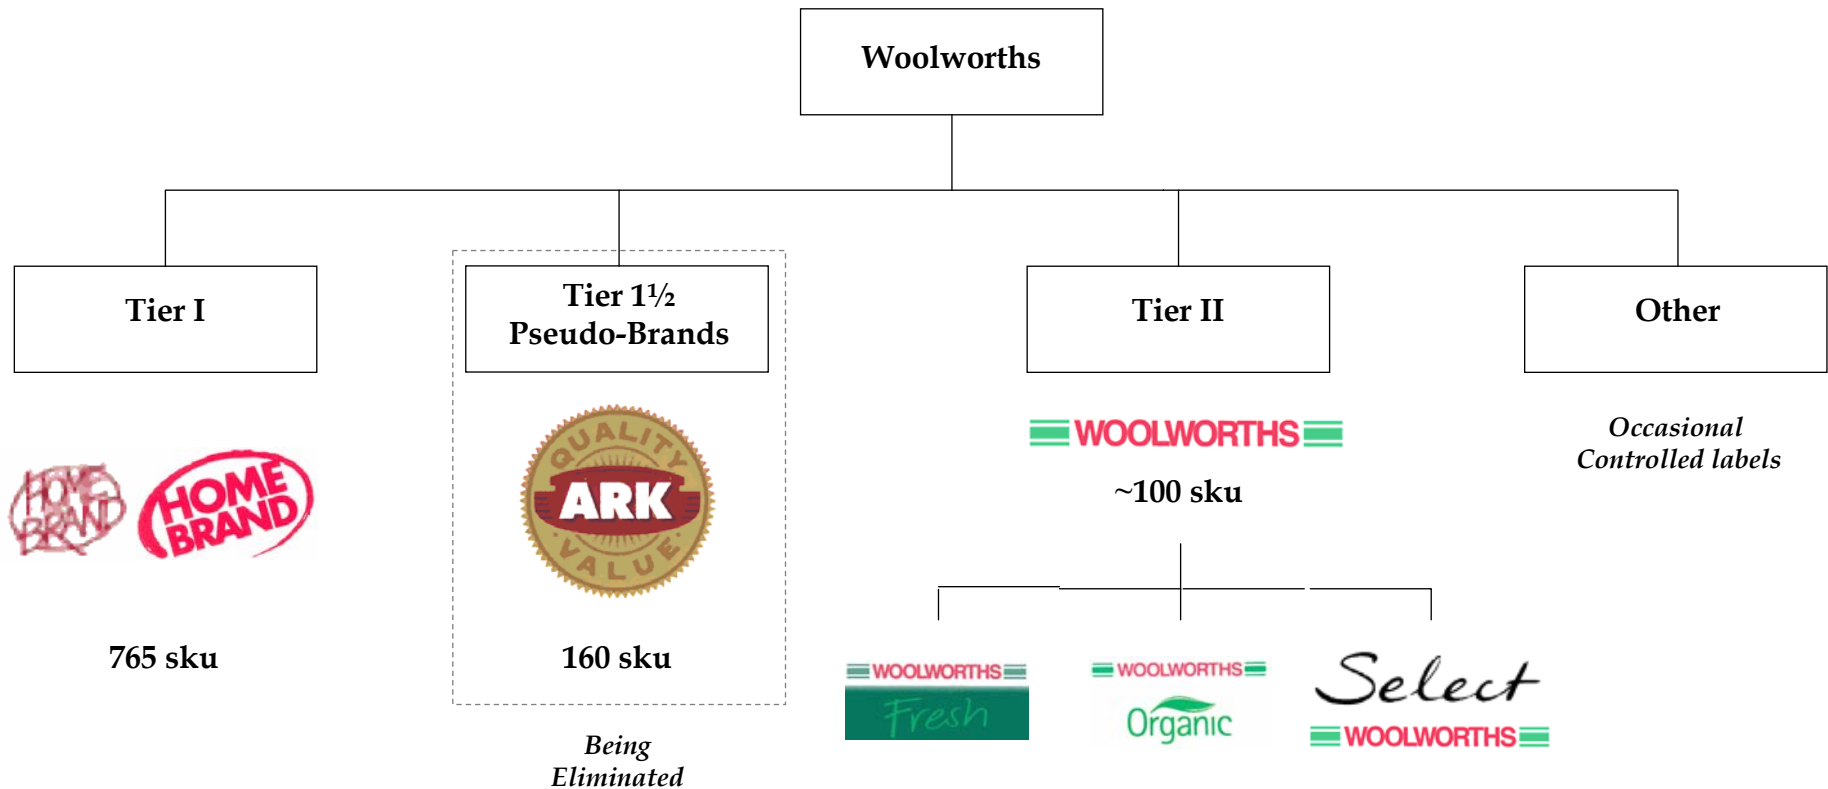 Woolworths
Tier I
Tier 1½
Pseudo-Brands
Tier II
Other
HOME
BRAND
HOME
BRAND
765 sku
QUALITY
ARK
VALUE
160 sku
Being
Eliminated
WOOLWORTHS
~100 sku
WOOLWORTHS
Fresh
WOOLWORTHS
Organic
Select
WOOLWORTHS
Occasional
Controlled labels